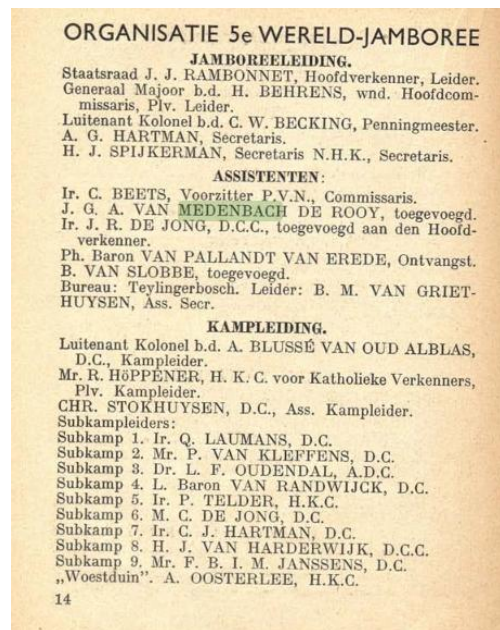 ORGANISATIE 5e WERELD-JAMBOREE
JAMBOREELEIDING.
Staatsraad J. J. RAMBONNET, Hoofdverkenner, Leider.
Generaal Majoor b.d. H. BEHRENS, wnd. Hoofdcom-
missaris, Plv. Leider.
Luitenant Kolonel b.d. C. W. BECKING, Penningmeester.
A. G. HARTMAN, Secretaris.
H. J. SPIJKERMAN, Secretaris N.H.K., Secretaris.
ASSISTENTEN:
Ir. C. BEETS, Voorzitter P.V.N., Commissaris.
J. G. A. VAN MEDENBACH DE ROOY, toegevoegd.
Ir. J. R. DE JONG, D.C.C., toegevoegd aan den Hoofd-
verkenner.
Ph. Baron VAN PALLANDT VAN EREDE, Ontvangst.
B. VAN SLOBBE, toegevoegd.
Bureau: Teylingerbosch. Leider: B. M. VAN GRIET-
HUYSEN, Ass. Secr.
KAMPLEIDING.
Luitenant Kolonel b.d. A. BLUSSÉ VAN OUD ALBLAS,
D.C., Kampleider.
Mr. R. HöPPENER, H. K. C. voor Katholieke Verkenners,
Plv. Kampleider.
CHR. STOKHUYSEN, D.C., Ass. Kampleider.
Subkampleiders:
Subkamp 1. Ir. Q. LAUMANS, D.C.
Subkamp 2. Mr. P. VAN KLEFFENS, D.C.
Subkamp 3. Dr. L. F. OUDENDAL, A.D.C.
Subkamp 4. L. Baron VAN RANDWIJCK, D.C.
Subkamp 5. Ir. P. TELDER, H.K.C.
Subkamp 6. M. C. DE JONG, D.C.
Subkamp 7. Ir. C. J. HARTMAN, D.C.
Subkamp 8. H. J. VAN HARDERWIJK, D.C.C.
Subkamp 9. Mr. F. B. I. M. JANSSENS, D.C.
„Woestduin". A. OOSTERLEE, H.K.C.
14